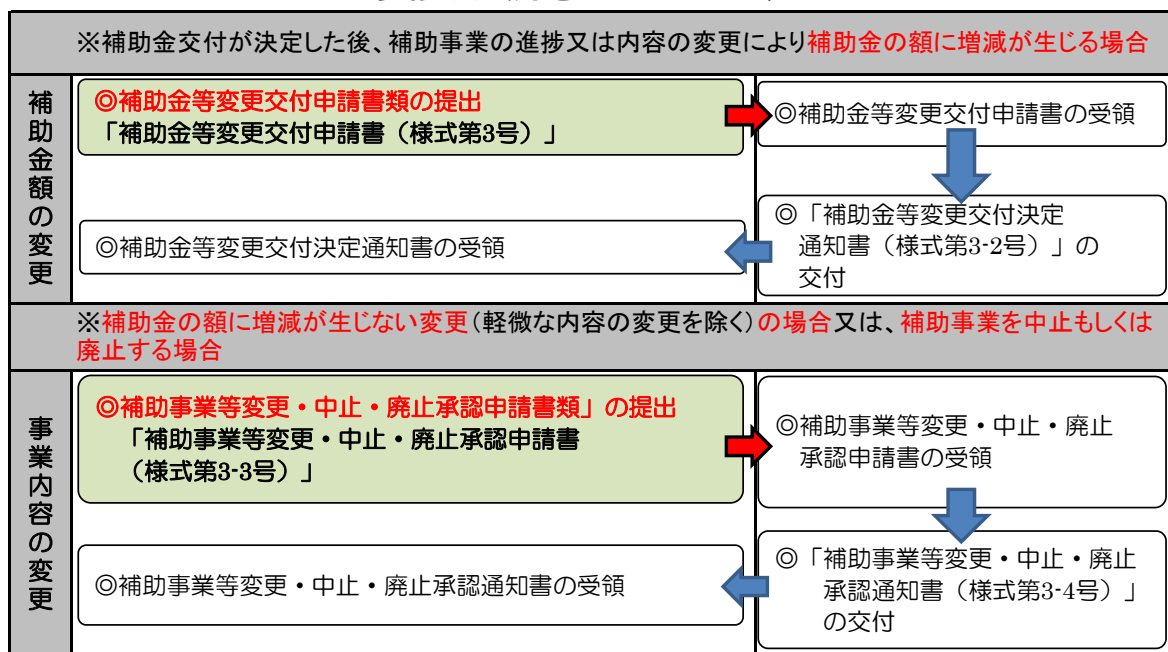 ※補助金交付が決定した後、補助事業の進捗又は内容の変更により補助金の額に増減が生じる場合
補助金額の変更
◎補助金等変更交付申請書類の提出
「補助金等変更交付申請書（様式第3号）」
◎補助金等変更交付申請書の受領
◎「補助金等変更交付決定
通知書（様式第3-2号）」の
交付
◎補助金等変更交付決定通知書の受領
※補助金の額に増減が生じない変更（軽微な内容の変更を除く）の場合又は、補助事業を中止もしくは
廃止する場合
事業内容の変更
◎補助事業等変更・中止・廃止承認申請書類」の提出
「補助事業等変更・中止・廃止承認申請書
（様式第3-3号）」
◎補助事業等変更・中止・廃止
承認申請書の受領
◎「補助事業等変更・中止・廃止
承認通知書（様式第3-4号）」
の交付
◎補助事業等変更・中止・廃止承認通知書の受領